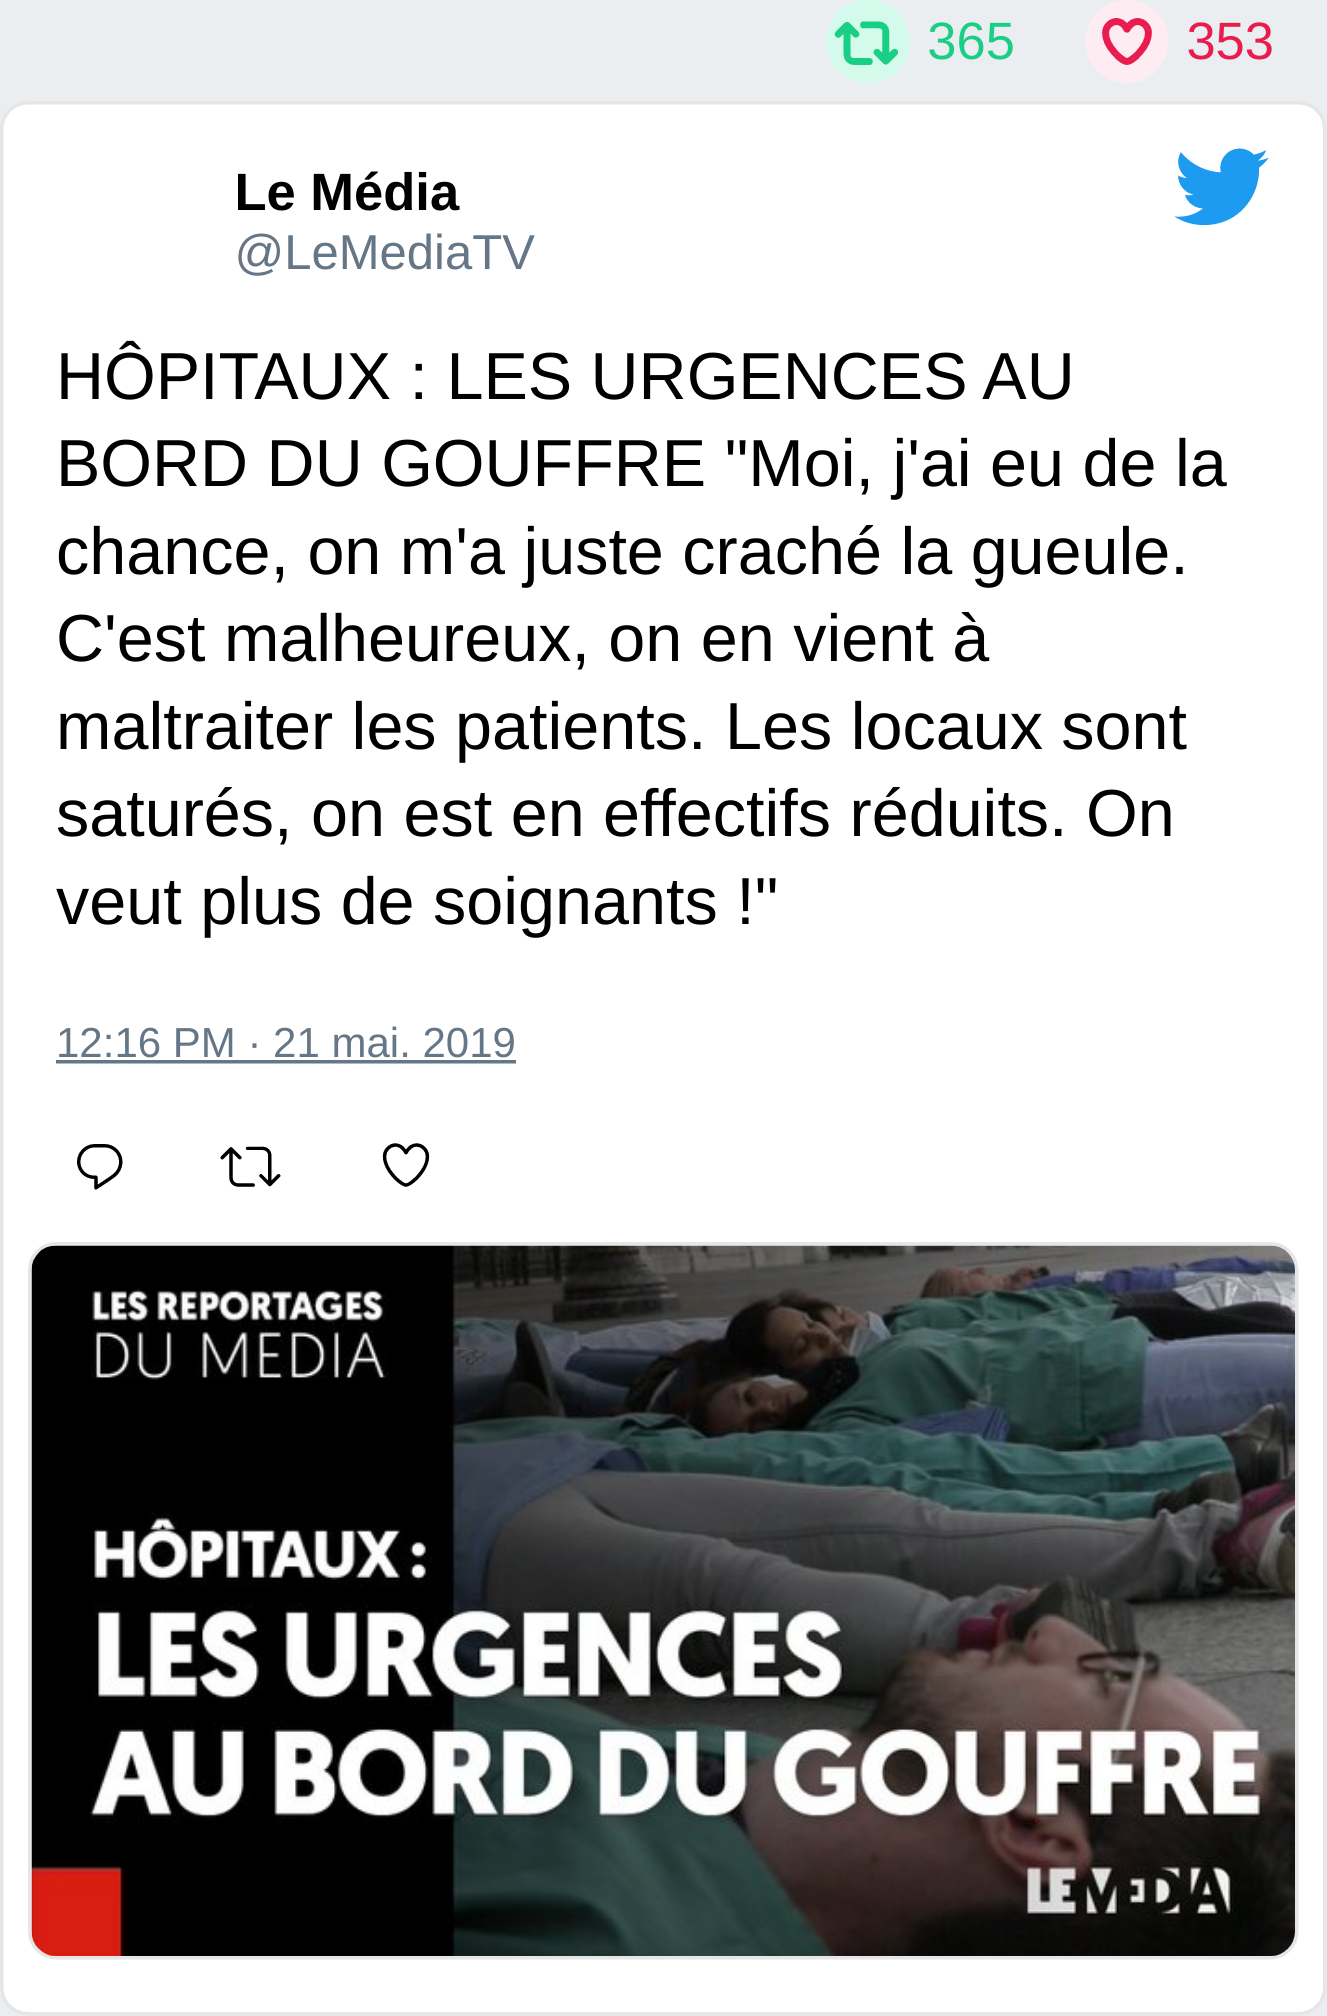 365 353
Le Média
@LeMediaTV
HÔPITAUX : LES URGENCES AU
BORD DU GOUFFRE "Moi, j'ai eu de la
chance, on m'a juste craché la gueule.
C'est malheureux, on en vient à
maltraiter les patients. Les locaux sont
saturés, on est en effectifs réduits. On
veut plus de soignants !"
12:16 PM · 21 mai. 2019
LES REPORTAGES
DU MEDIA
HÔPITAUX :
LES URGENCES
AU BORD DU GOUFFRE
LE MEDIA